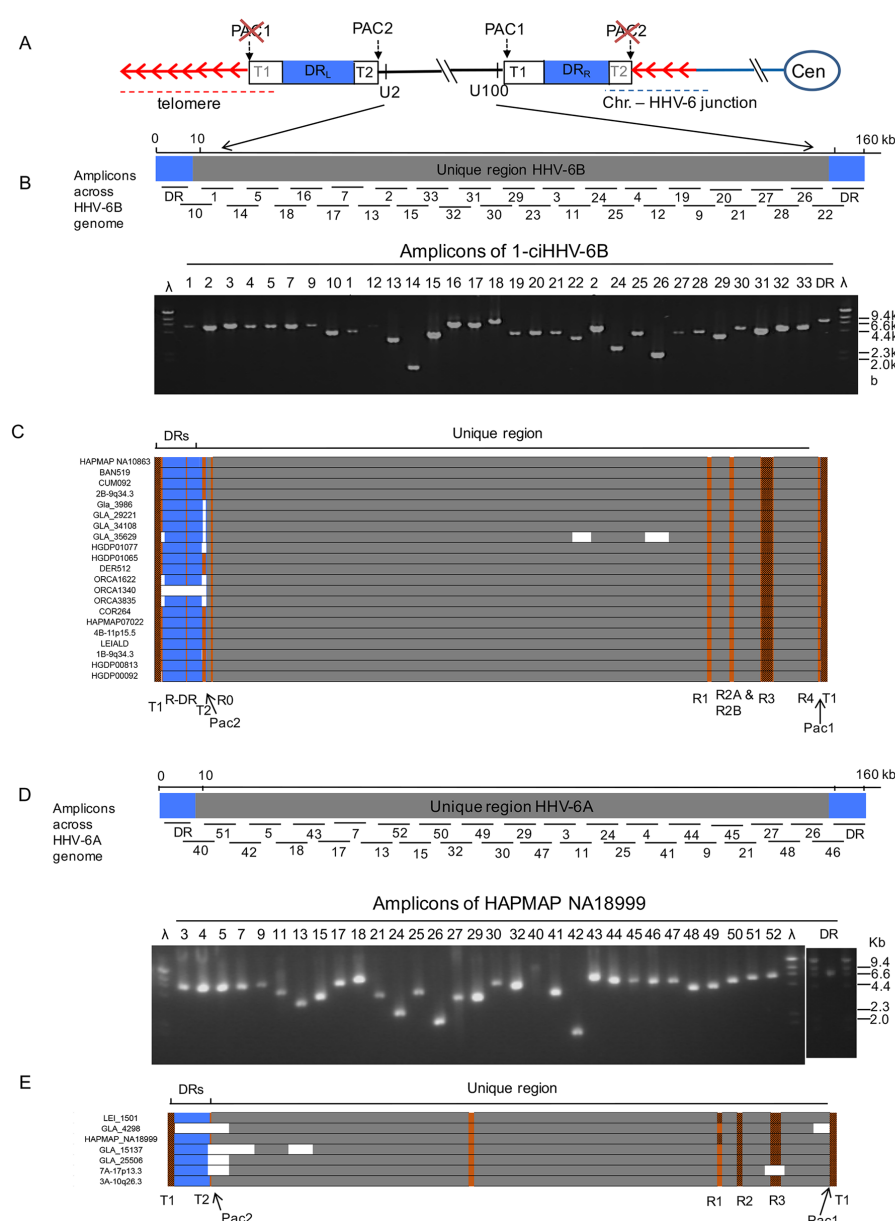 A
PAC1 PAC2 PAC1 PAC2
T1 DRL T2 T1 DRR T2 Cen
U2 U100
telomere Chr. – HHV-6 junction
0 10 160 kb
B
Unique region HHV-6B
Amplicons
across
HHV-6B
genome
DR 1 5 16 7 2 33 31 29 3 24 4 19 20 27 26 DR
10 14 18 17 13 15 32 30 23 11 25 12 9 21 28 22
Amplicons of 1-ciHHV-6B
λ 1 2 3 4 5 7 9 10 1 12 13 14 15 16 17 18 19 20 21 22 2 24 25 26 27 28 29 30 31 32 33 DR λ
9.4k
6.6k
4.4k
2.3k
2.0k
b
C
DRs Unique region
HAPMAP NA10863
BAN519
CUM092
2B-9q34.3
Gla_3986
GLA_29221
GLA_34108
GLA_35629
HGDP01077
HGDP01065
DER512
ORCA1622
ORCA1340
ORCA3835
COR264
HAPMAP07022
4B-11p15.5
LEIALD
1B-9q34.3
HGDP00813
HGDP00092
T1 R-DR T2 R0 R1 R2A & R3 R4 T1
R2B
Pac2 Pac1
D
0 10 160 kb
Unique region HHV-6A
Amplicons
across
HHV-6A
genome
DR 51 5 43 7 52 50 49 29 3 24 4 44 45 27 26 DR
40 42 18 17 13 15 32 30 47 11 25 41 9 21 48 46
Amplicons of HAPMAP NA18999
λ 3 4 5 7 9 11 13 15 17 18 21 24 25 26 27 29 30 32 40 41 42 43 44 45 46 47 48 49 50 51 52 λ DR
Kb
9.4
6.6
4.4
2.3
2.0
E
DRs Unique region
LEI_1501
GLA_4298
HAPMAP_NA18999
GLA_15137
GLA_25506
7A-17p13.3
3A-10q26.3
T1 T2 R1 R2 R3 T1
Pac2 Pac1